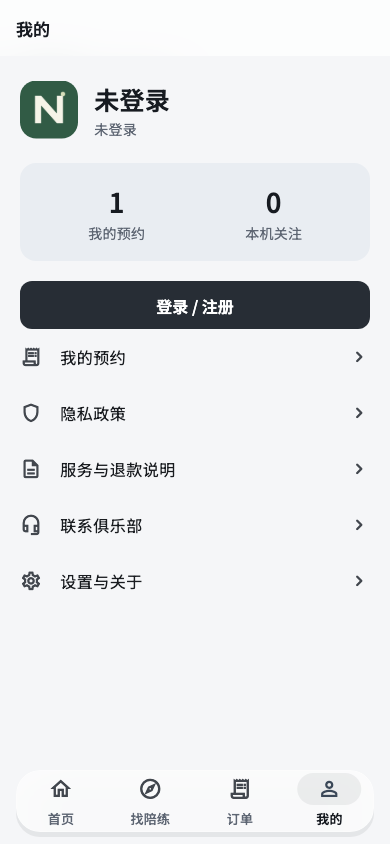 我的
N
未登录
未登录
1
0
我的预约
本机关注
登录 / 注册
我的预约
隐私政策
服务与退款说明
联系俱乐部
设置与关于
首页
找陪练
订单
我的